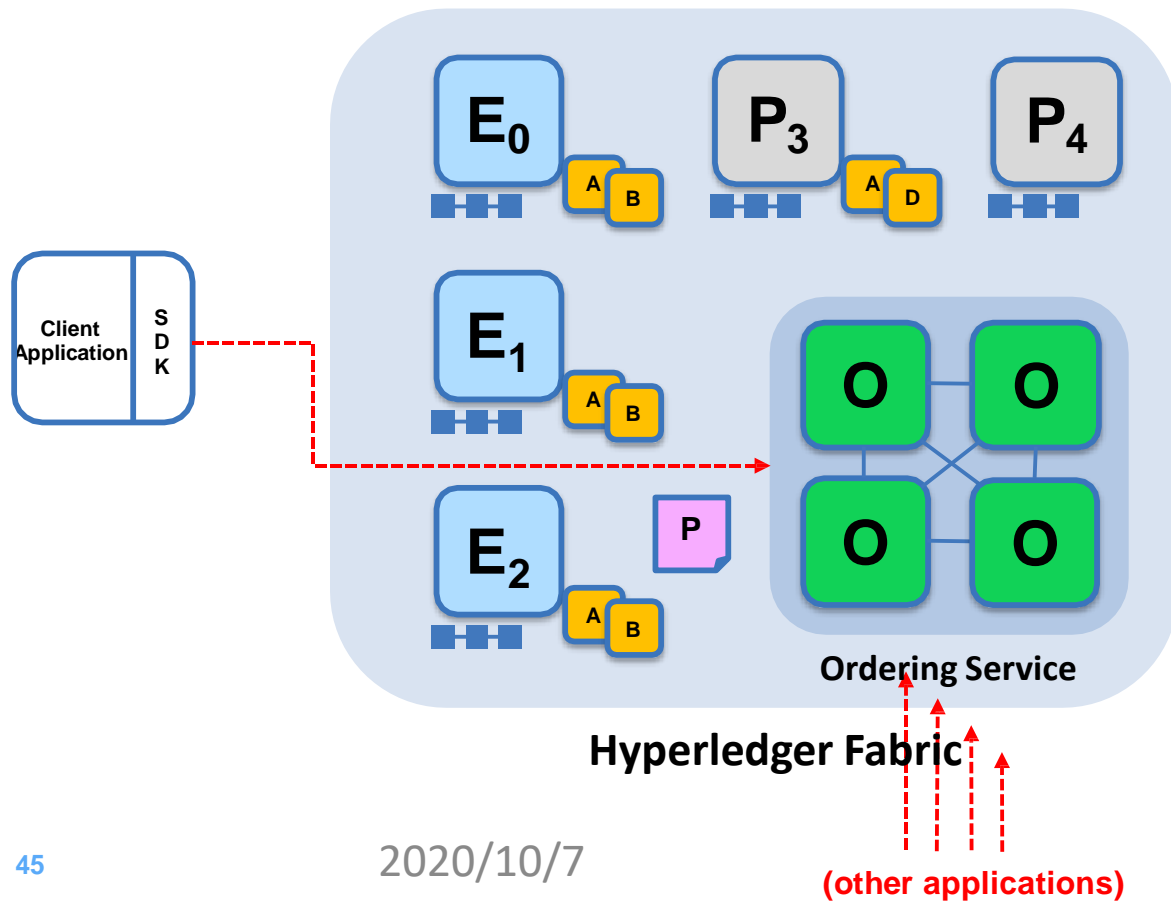 E0
A
B
P3
A
D
P4
Client
Application
S
D
K
E1
A
B
E2
A
B
P
O
O
O
O
Ordering Service
Hyperledger Fabric
45
2020/10/7
(other applications)